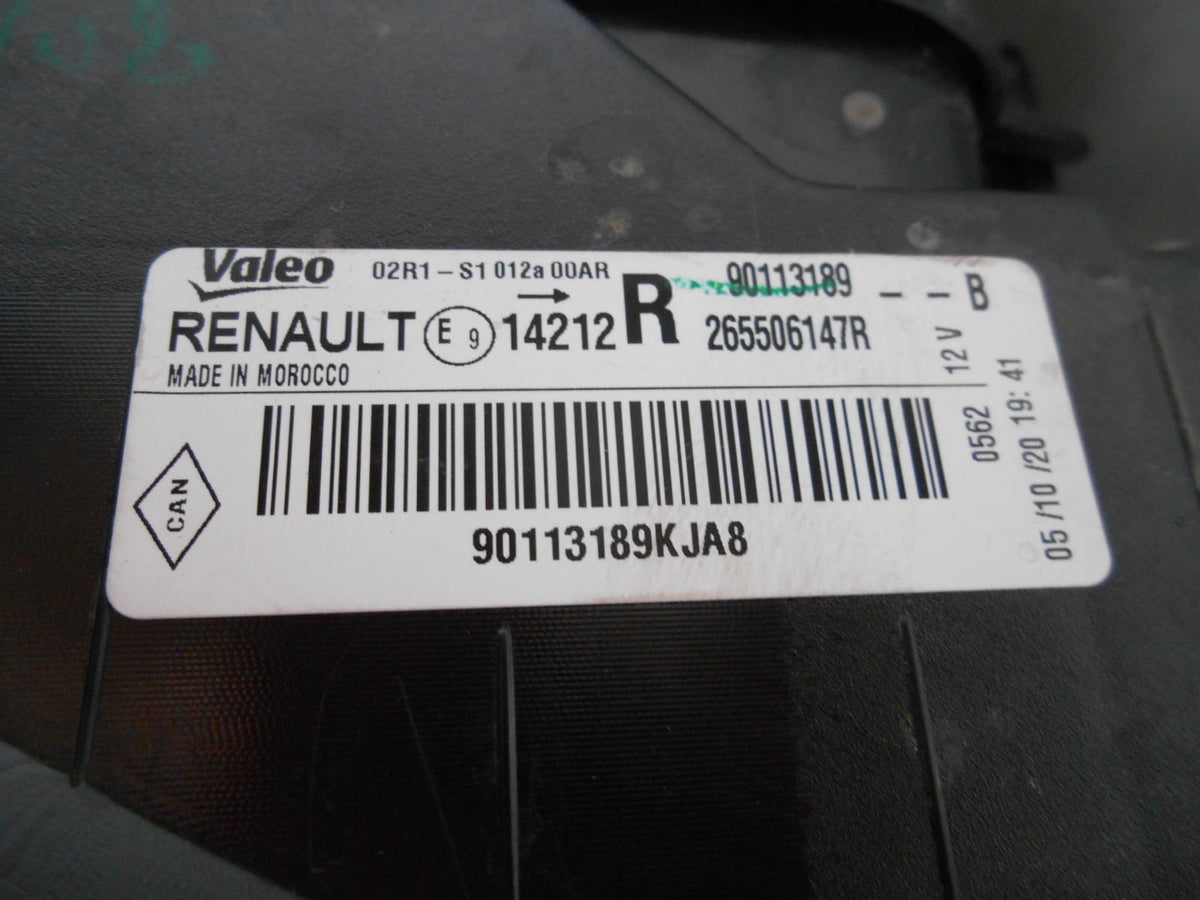 Valeo 02R1-S1 012a 00AR
90113189 - - B
RENAULT E 9 14212 R 265506147R
12 V
MADE IN MOROCCO
0562
05 /10 /20 19: 41
CAN
90113189KJA8